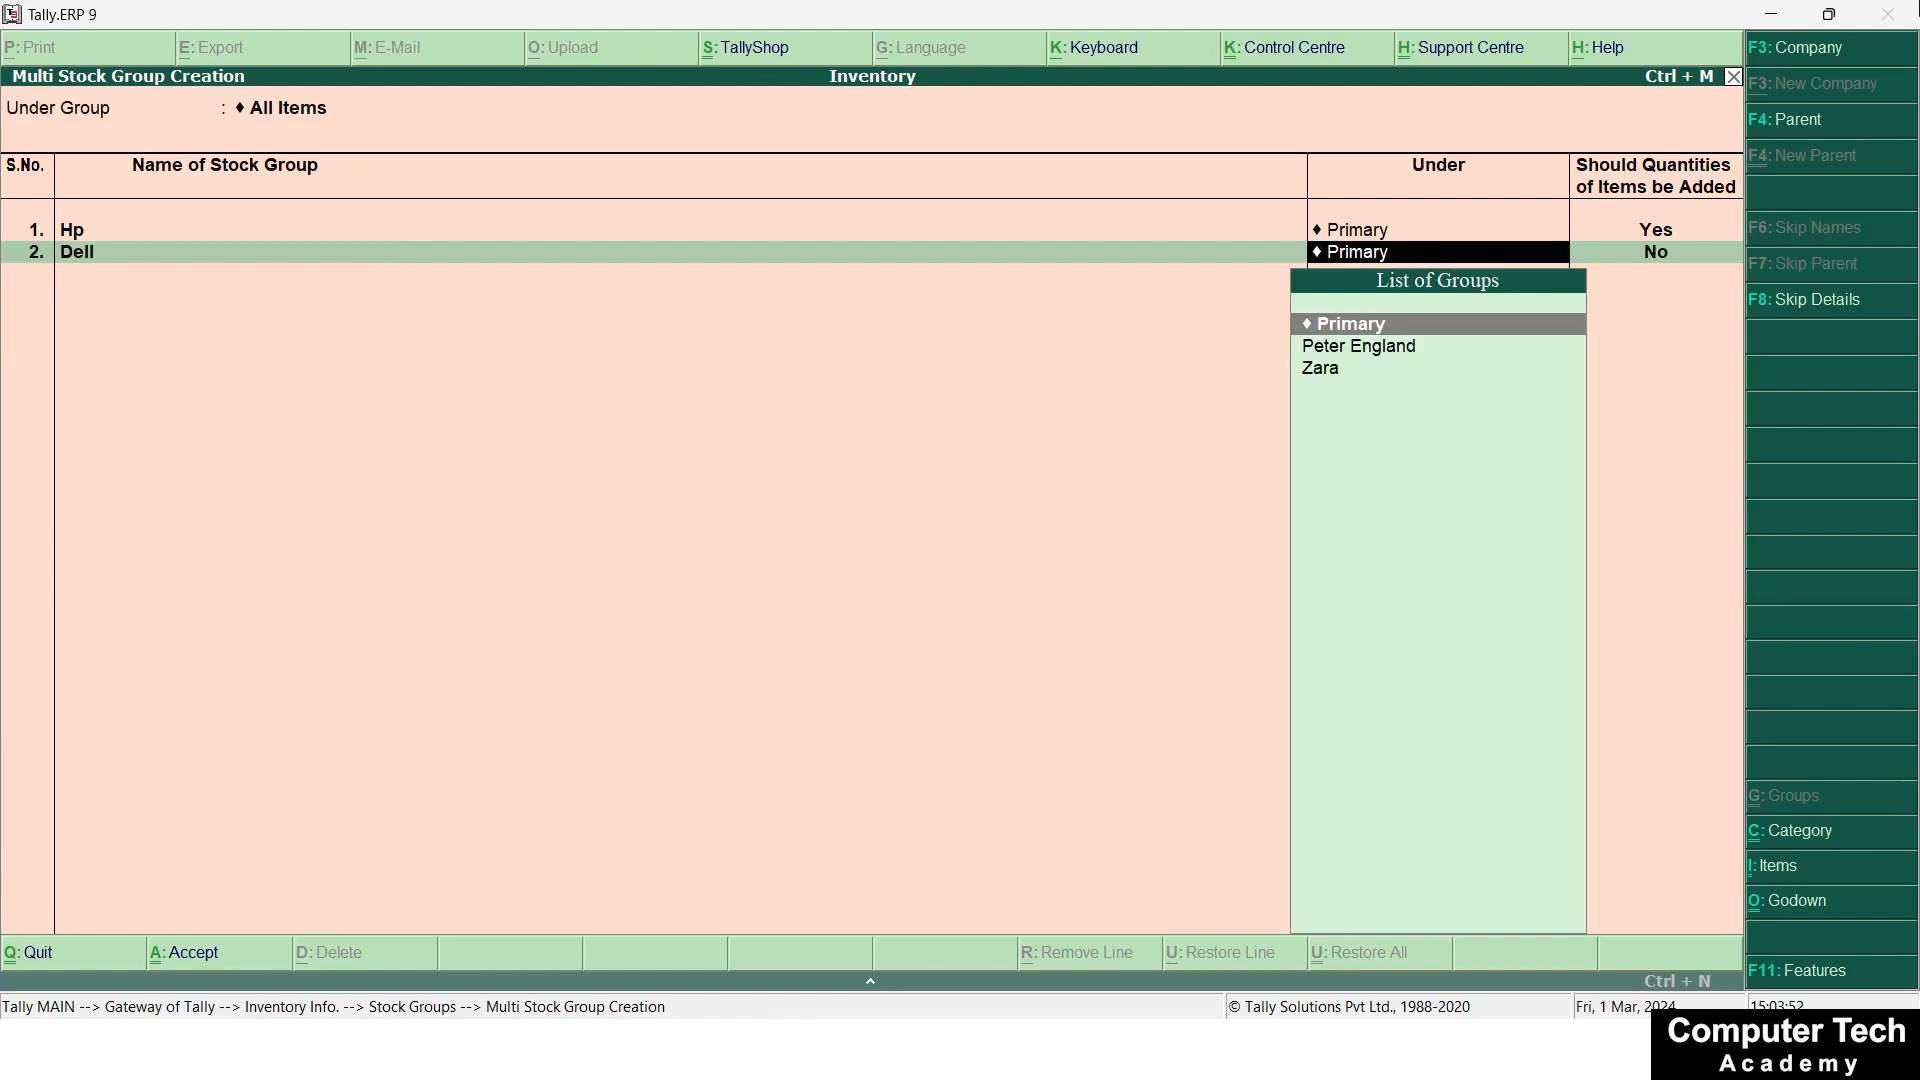 Tally.ERP 9
P: Print E: Export M: E-Mail O: Upload S: TallyShop G: Language K: Keyboard K: Control Centre H: Support Centre H: Help
F3: Company
Multi Stock Group Creation Inventory Ctrl + M
F3: New Company
Under Group : ♦ All Items
F4: Parent
F4: New Parent
S.No. Name of Stock Group Under Should Quantities
of Items be Added
1. Hp ♦ Primary Yes
F6: Skip Names
2. Dell ♦ Primary No
F7: Skip Parent
List of Groups
F8: Skip Details
♦ Primary
Peter England
Zara
G: Groups
C: Category
I: Items
O: Godown
Q: Quit A: Accept D: Delete R: Remove Line U: Restore Line U: Restore All
F11: Features
Ctrl + N
Tally MAIN --> Gateway of Tally --> Inventory Info. --> Stock Groups --> Multi Stock Group Creation © Tally Solutions Pvt Ltd., 1988-2020 Fri, 1 Mar, 2024 15:03:52
Computer Tech
Academy